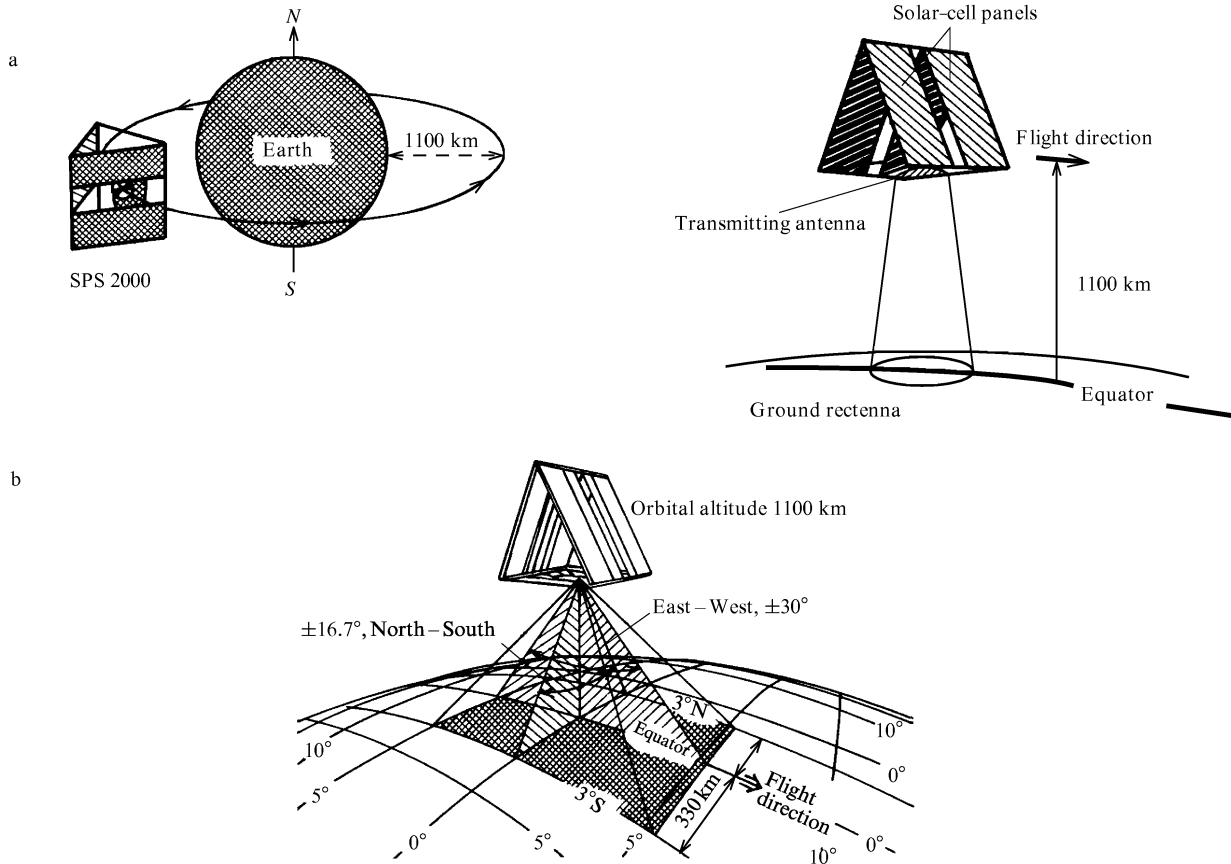 a
N
Earth
1100 km
SPS 2000
S
Solar-cell panels
Flight direction
Transmitting antenna
1100 km
Equator
Ground rectenna
b
Orbital altitude 1100 km
East – West, ±30°
±16.7°, North – South
3°N
Equator
10°
10°
0°
5°
3°S
330 km
Flight
direction
0°
5°
5°
10°
0°